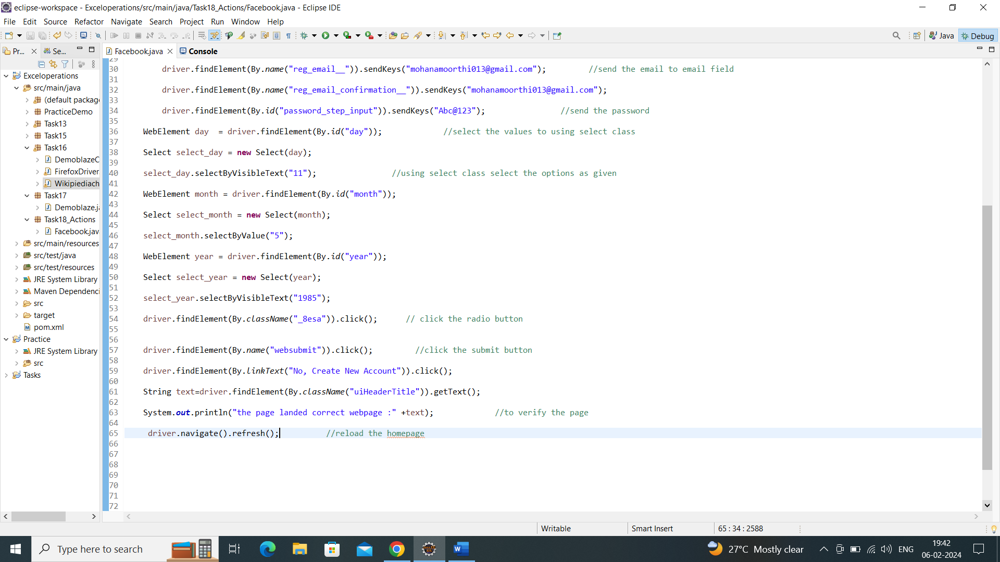 eclipse-workspace - Exceloperations/src/main/java/Task18_Actions/Facebook.java - Eclipse IDE
File Edit Source Refactor Navigate Search Project Run Window Help
Java Debug
Pr... Se... Facebook.java Console
Exceloperations
src/main/java
(default package
PracticeDemo
Task13
Task15
Task16
DemoblazeC
FirefoxDriver
Wikipiediach
Task17
Demoblaze.ja
Task18_Actions
Facebook.jav
src/main/resources
src/test/java
src/test/resources
JRE System Library
Maven Dependenci
src
target
pom.xml
Practice
JRE System Library
src
Tasks
29
30 driver.findElement(By.name("reg_email__")).sendKeys("mohanamoorthi013@gmail.com"); //send the email to email field
31
32 driver.findElement(By.name("reg_email_confirmation__")).sendKeys("mohanamoorthi013@gmail.com");
33
34 driver.findElement(By.id("password_step_input")).sendKeys("Abc@123"); //send the password
35
36 WebElement day  = driver.findElement(By.id("day")); //select the values to using select class
37
38 Select select_day = new Select(day);
39
40 select_day.selectByVisibleText("11"); //using select class select the options as given
41
42 WebElement month = driver.findElement(By.id("month"));
43
44 Select select_month = new Select(month);
45
46 select_month.selectByValue("5");
47
48 WebElement year = driver.findElement(By.id("year"));
49
50 Select select_year = new Select(year);
51
52 select_year.selectByVisibleText("1985");
53
54 driver.findElement(By.className("_8esa")).click(); // click the radio button
55
56
57 driver.findElement(By.name("websubmit")).click(); //click the submit button
58
59 driver.findElement(By.linkText("No, Create New Account")).click();
60
61 String text=driver.findElement(By.className("uiHeaderTitle")).getText();
62
63 System.out.println("the page landed correct webpage :" +text); //to verify the page
64
65 driver.navigate().refresh(); //reload the homepage
66
67
68
69
70
71
72
Writable Smart Insert 65 : 34 : 2588
Type here to search
27°C Mostly clear ENG 19:42
06-02-2024